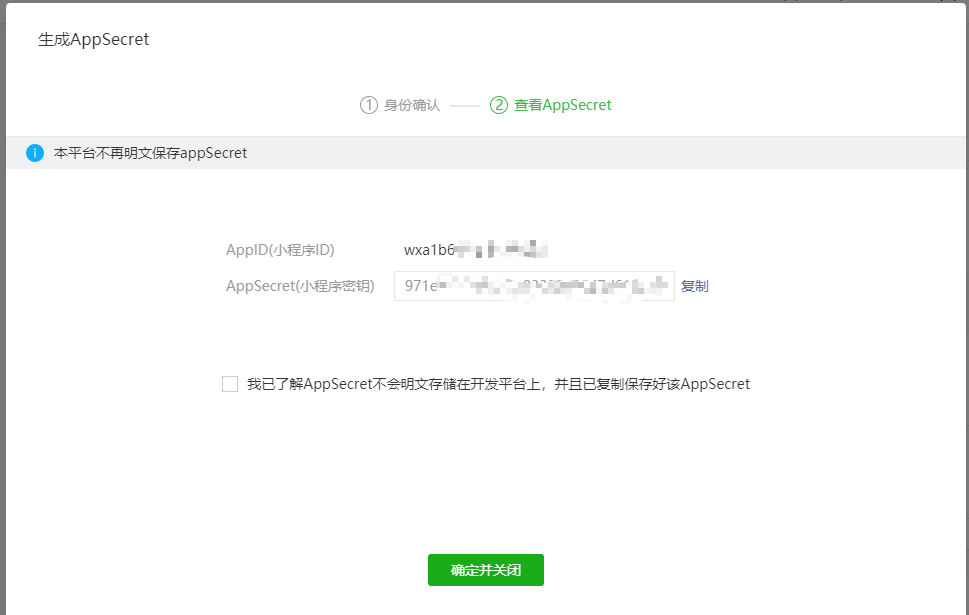 生成AppSecret
① 身份确认 ② 查看AppSecret
本平台不再明文保存appSecret
AppID(小程序ID) wxa1b6
AppSecret(小程序密钥) 971e 复制
我已了解AppSecret不会明文存储在开发平台上，并且已复制保存好该AppSecret
确定并关闭